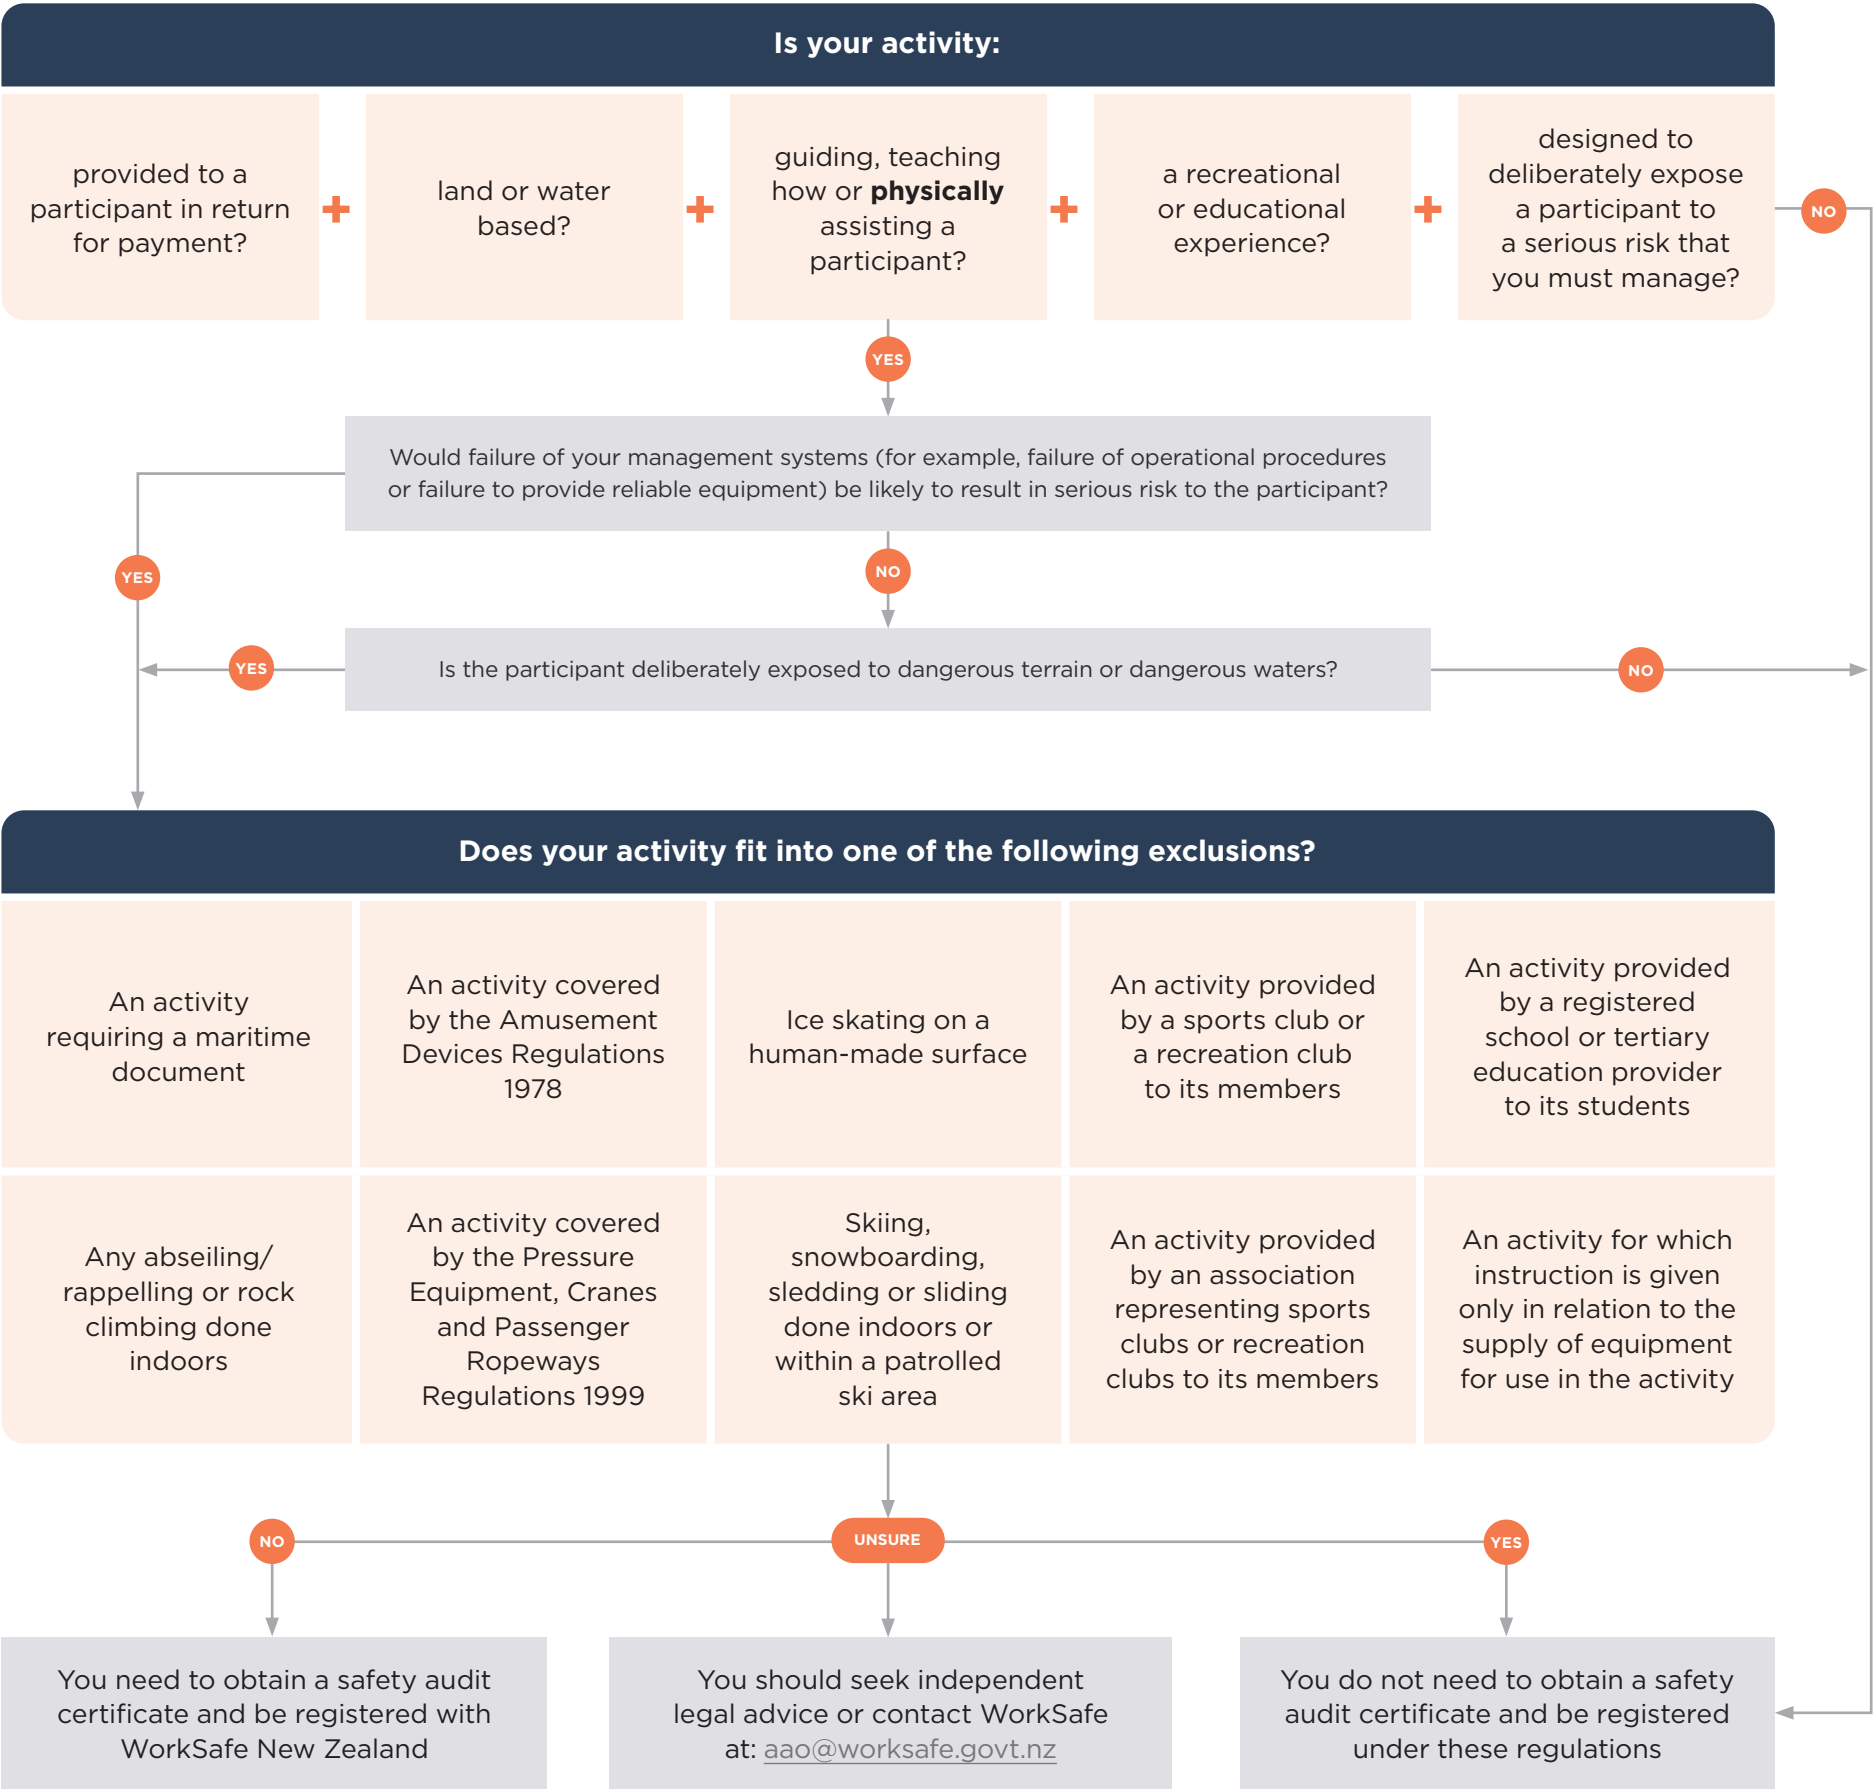 Is your activity:
provided to a
participant in return
for payment?
land or water
based?
guiding, teaching
how or physically
assisting a
participant?
a recreational
or educational
experience?
designed to
deliberately expose
a participant to
a serious risk that
you must manage?
NO
YES
Would failure of your management systems (for example, failure of operational procedures
or failure to provide reliable equipment) be likely to result in serious risk to the participant?
YES
NO
YES
Is the participant deliberately exposed to dangerous terrain or dangerous waters?
NO
Does your activity fit into one of the following exclusions?
An activity
requiring a maritime
document
An activity covered
by the Amusement
Devices Regulations
1978
Ice skating on a
human-made surface
An activity provided
by a sports club or
a recreation club
to its members
An activity provided
by a registered
school or tertiary
education provider
to its students
Any abseiling/
rappelling or rock
climbing done
indoors
An activity covered
by the Pressure
Equipment, Cranes
and Passenger
Ropeways
Regulations 1999
Skiing,
snowboarding,
sledding or sliding
done indoors or
within a patrolled
ski area
An activity provided
by an association
representing sports
clubs or recreation
clubs to its members
An activity for which
instruction is given
only in relation to the
supply of equipment
for use in the activity
NO
UNSURE
YES
You need to obtain a safety audit
certificate and be registered with
WorkSafe New Zealand
You should seek independent
legal advice or contact WorkSafe
at: aao@worksafe.govt.nz
You do not need to obtain a safety
audit certificate and be registered
under these regulations